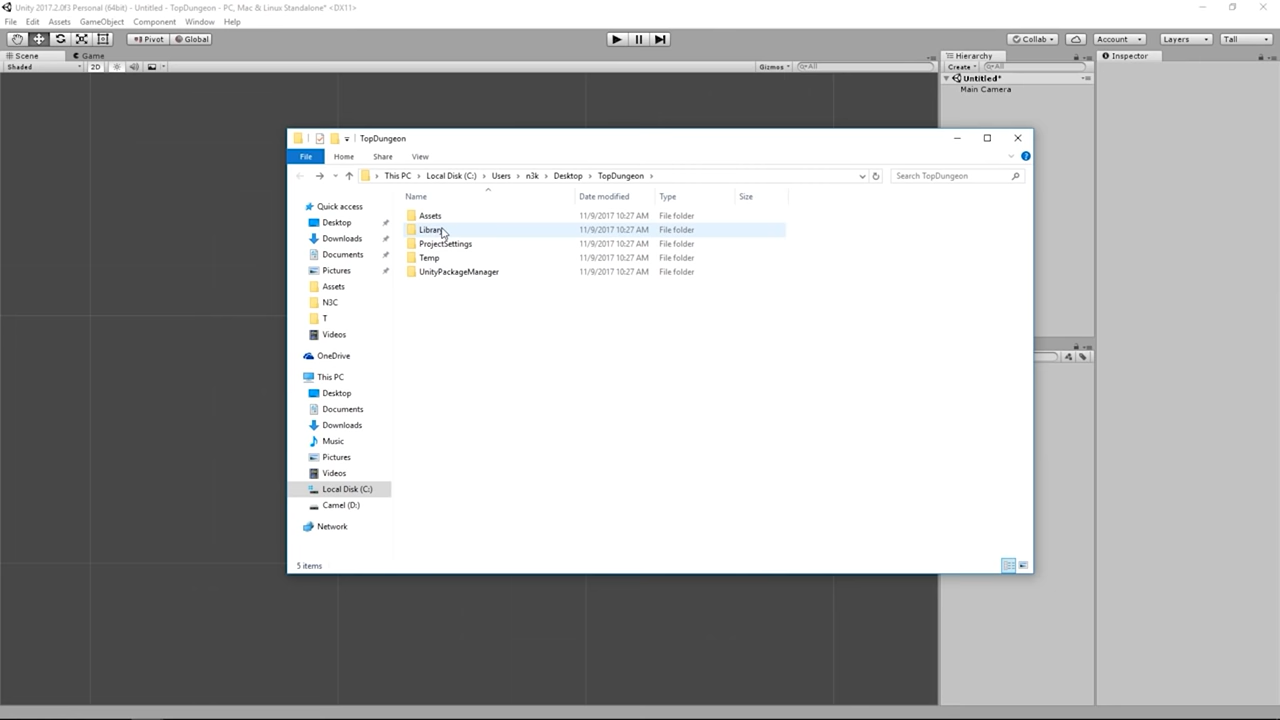 Unity 2017.2.0f3 Personal (64bit) - Untitled - TopDungeon - PC, Mac & Linux Standalone* <DX11>
File Edit Assets GameObject Component Window Help
Pivot Global Collab Account Layers Tall
Scene Game Hierarchy Inspector
Shaded 2D Gizmos All Create All
Untitled*
Main Camera
TopDungeon
File Home Share View
This PC Local Disk (C:) Users n3k Desktop TopDungeon Search TopDungeon
Name Date modified Type Size
Quick access
Desktop
Downloads
Documents
Pictures
Assets
N3C
T
Videos
OneDrive
This PC
Desktop
Documents
Downloads
Music
Pictures
Videos
Local Disk (C:)
Camel (D:)
Network
Assets 11/9/2017 10:27 AM File folder
Library 11/9/2017 10:27 AM File folder
ProjectSettings 11/9/2017 10:27 AM File folder
Temp 11/9/2017 10:27 AM File folder
UnityPackageManager 11/9/2017 10:27 AM File folder
5 items